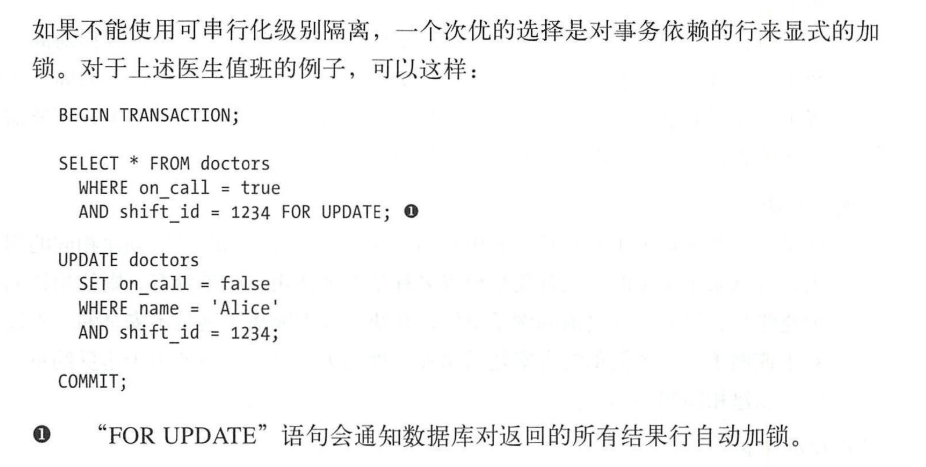 如果不能使用可串行化级别隔离，一个次优的选择是对事务依赖的行来显式的加
锁。对于上述医生值班的例子，可以这样：
BEGIN TRANSACTION;
SELECT * FROM doctors
WHERE on_call = true
AND shift_id = 1234 FOR UPDATE; ❶
UPDATE doctors
SET on_call = false
WHERE name = 'Alice'
AND shift_id = 1234;
COMMIT;
❶ “FOR UPDATE”语句会通知数据库对返回的所有结果行自动加锁。